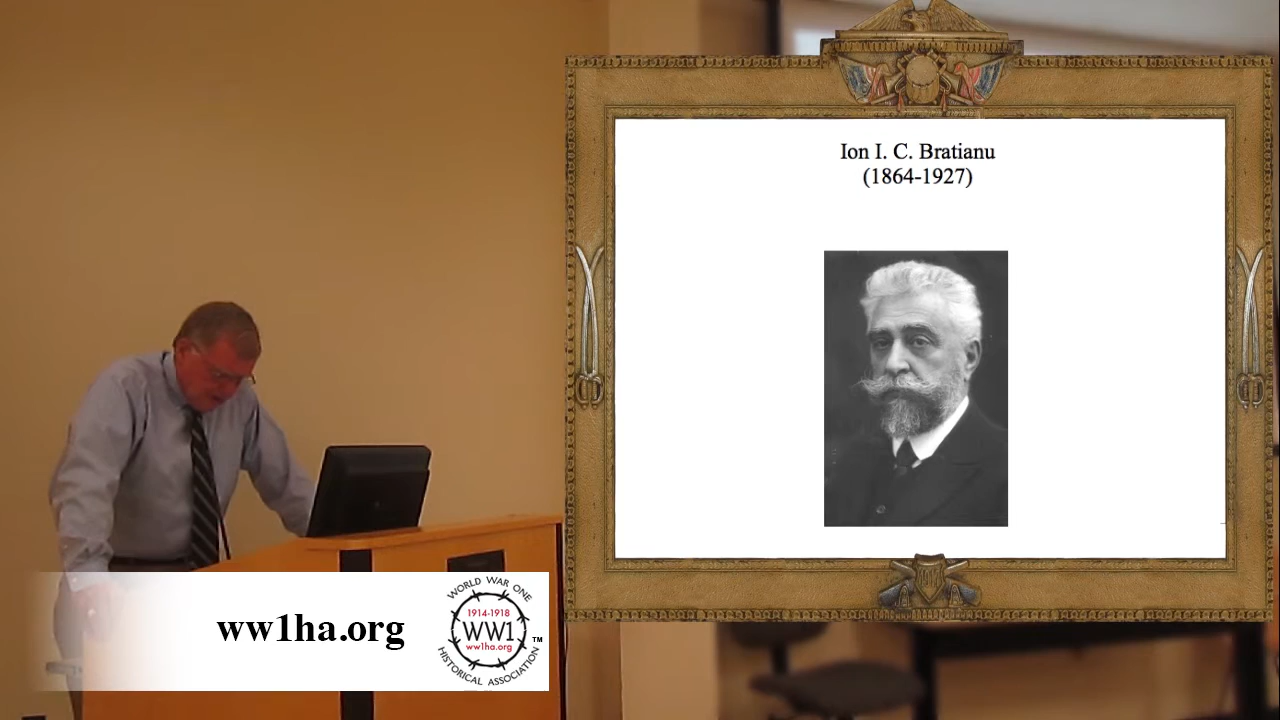 Ion I. C. Bratianu
(1864-1927)
ww1ha.org
WORLD WAR ONE
1914-1918
WW1
ww1ha.org
HISTORICAL ASSOCIATION
TM